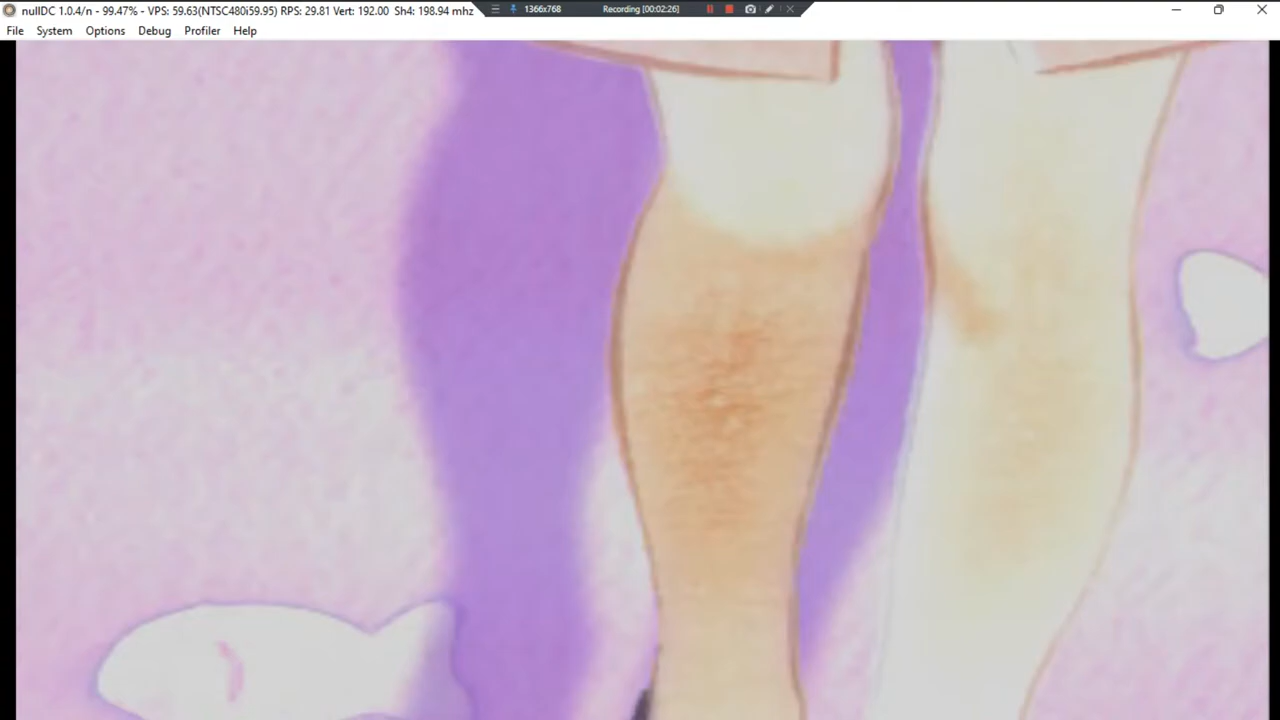 nullDC 1.0.4/n - 99.47% - VPS: 59.63(NTSC480i59.95) RPS: 29.81 Vert: 192.00 Sh4: 198.94 mhz
1366x768
Recording [00:02:26]
File System Options Debug Profiler Help